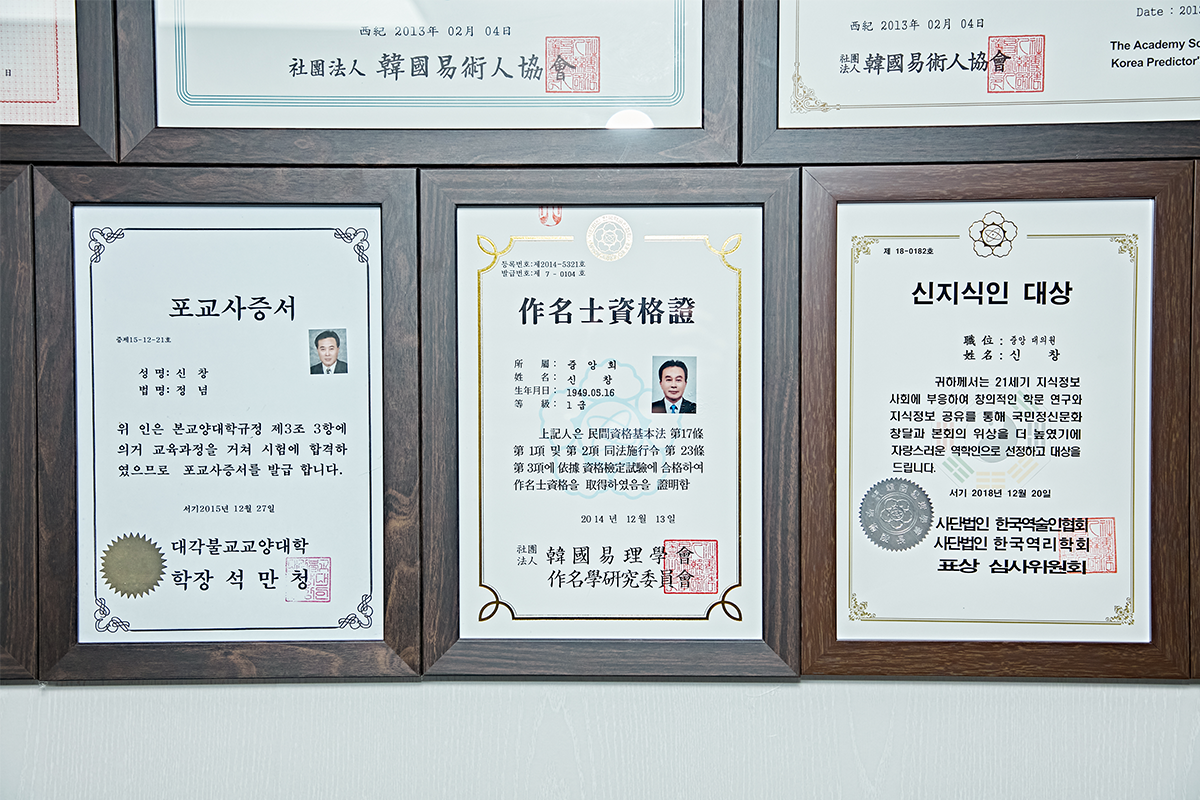 日
西紀 2013年 02月 04日
社團法人 韓國易術人協會
Date : 201
西紀 2013年 02月 04日
社團法人 韓國易術人協會
The Academy Sc
Korea Predictor'
포교사증서
증제15-12-21호
성 명: 신 창
법 명: 정 념
위 인은 본교양대학규정 제3조 3항에
의거 교육과정을 거쳐 시험에 합격하
였으므로 포교사증서를 발급 합니다.
서기2015년 12월 27일
대각불교교양대학
학장 석 만 청
등록번호:제2014-5321호
발급번호:제 7 - 0104 호
作名士資格證
所 屬 : 중 앙 회
姓 名 : 신 창
生年月日 : 1949.05.16
等 級 : 1 급
上記人은 民間資格基本法 第17條
第 1項 및 第 2項 同法施行令 第 23條
第 3項에 依據 資格檢定試驗에 合格하여
作名士資格을 取得하였음을 證明함
2014 년 12월 13일
社團法人 韓國易理學會
作名學硏究委員會
제 18-0182호
신지식인 대상
職 位 : 중앙 대의원
姓 名 : 신 창
귀하께서는 21세기 지식정보
사회에 부응하여 창의적인 학문 연구와
지식정보 공유를 통해 국민정신문화
창달과 본회의 위상을 더 높였기에
자랑스러운 역학인으로 선정하고 대상을
드립니다.
서기 2018년 12월 20일
사단법인 한국역술인협회
사단법인 한국역리학회
표상 심사위원회